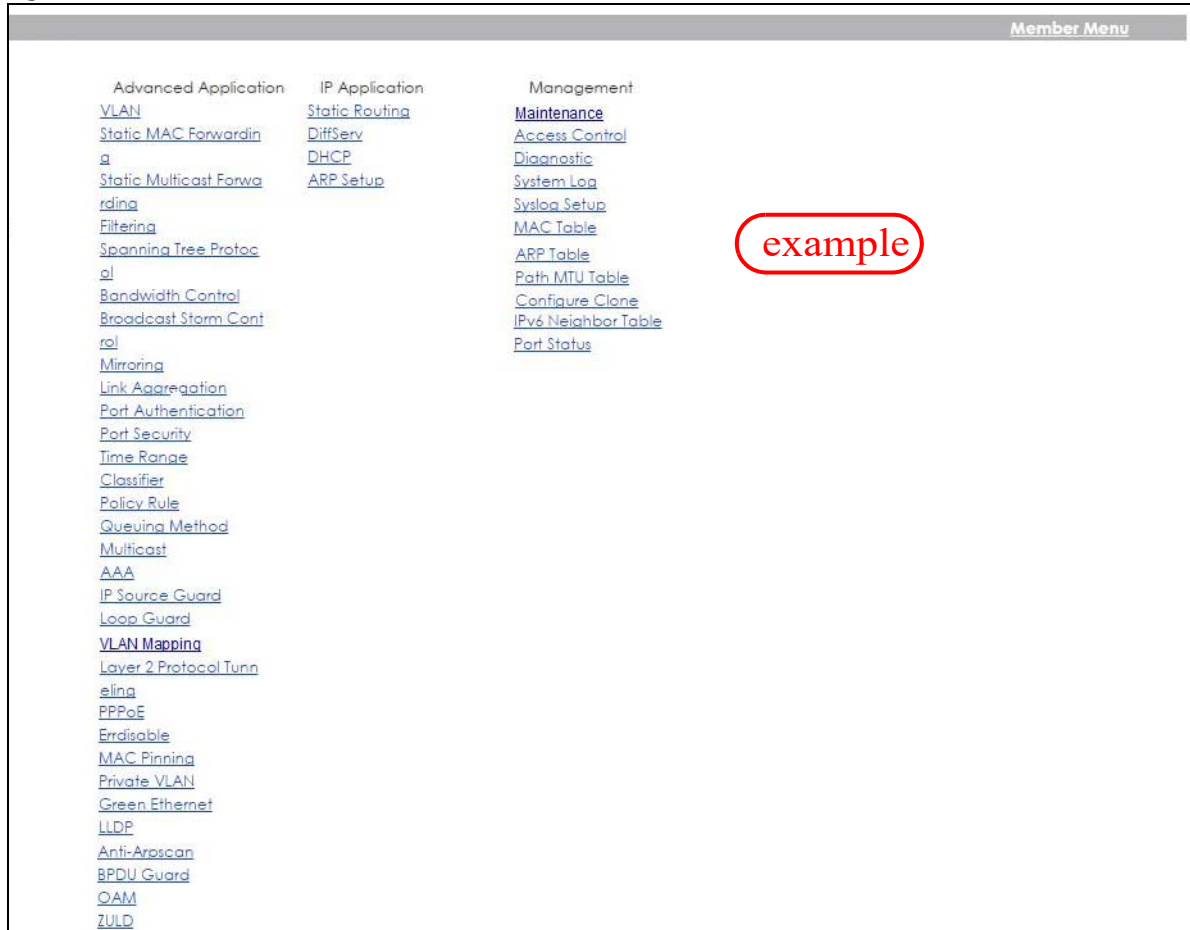 Member Menu
Advanced Application
VLAN
Static MAC Forwardin
g
Static Multicast Forwa
rding
Filtering
Spanning Tree Protoc
ol
Bandwidth Control
Broadcast Storm Cont
rol
Mirroring
Link Aggregation
Port Authentication
Port Security
Time Range
Classifier
Policy Rule
Queuing Method
Multicast
AAA
IP Source Guard
Loop Guard
VLAN Mapping
Layer 2 Protocol Tunn
eling
PPPoE
Errdisable
MAC Pinning
Private VLAN
Green Ethernet
LLDP
Anti-Arpscan
BPDU Guard
OAM
ZULD
IP Application
Static Routing
DiffServ
DHCP
ARP Setup
Management
Maintenance
Access Control
Diagnostic
System Log
Syslog Setup
MAC Table
ARP Table
Path MTU Table
Configure Clone
IPv6 Neighbor Table
Port Status
example